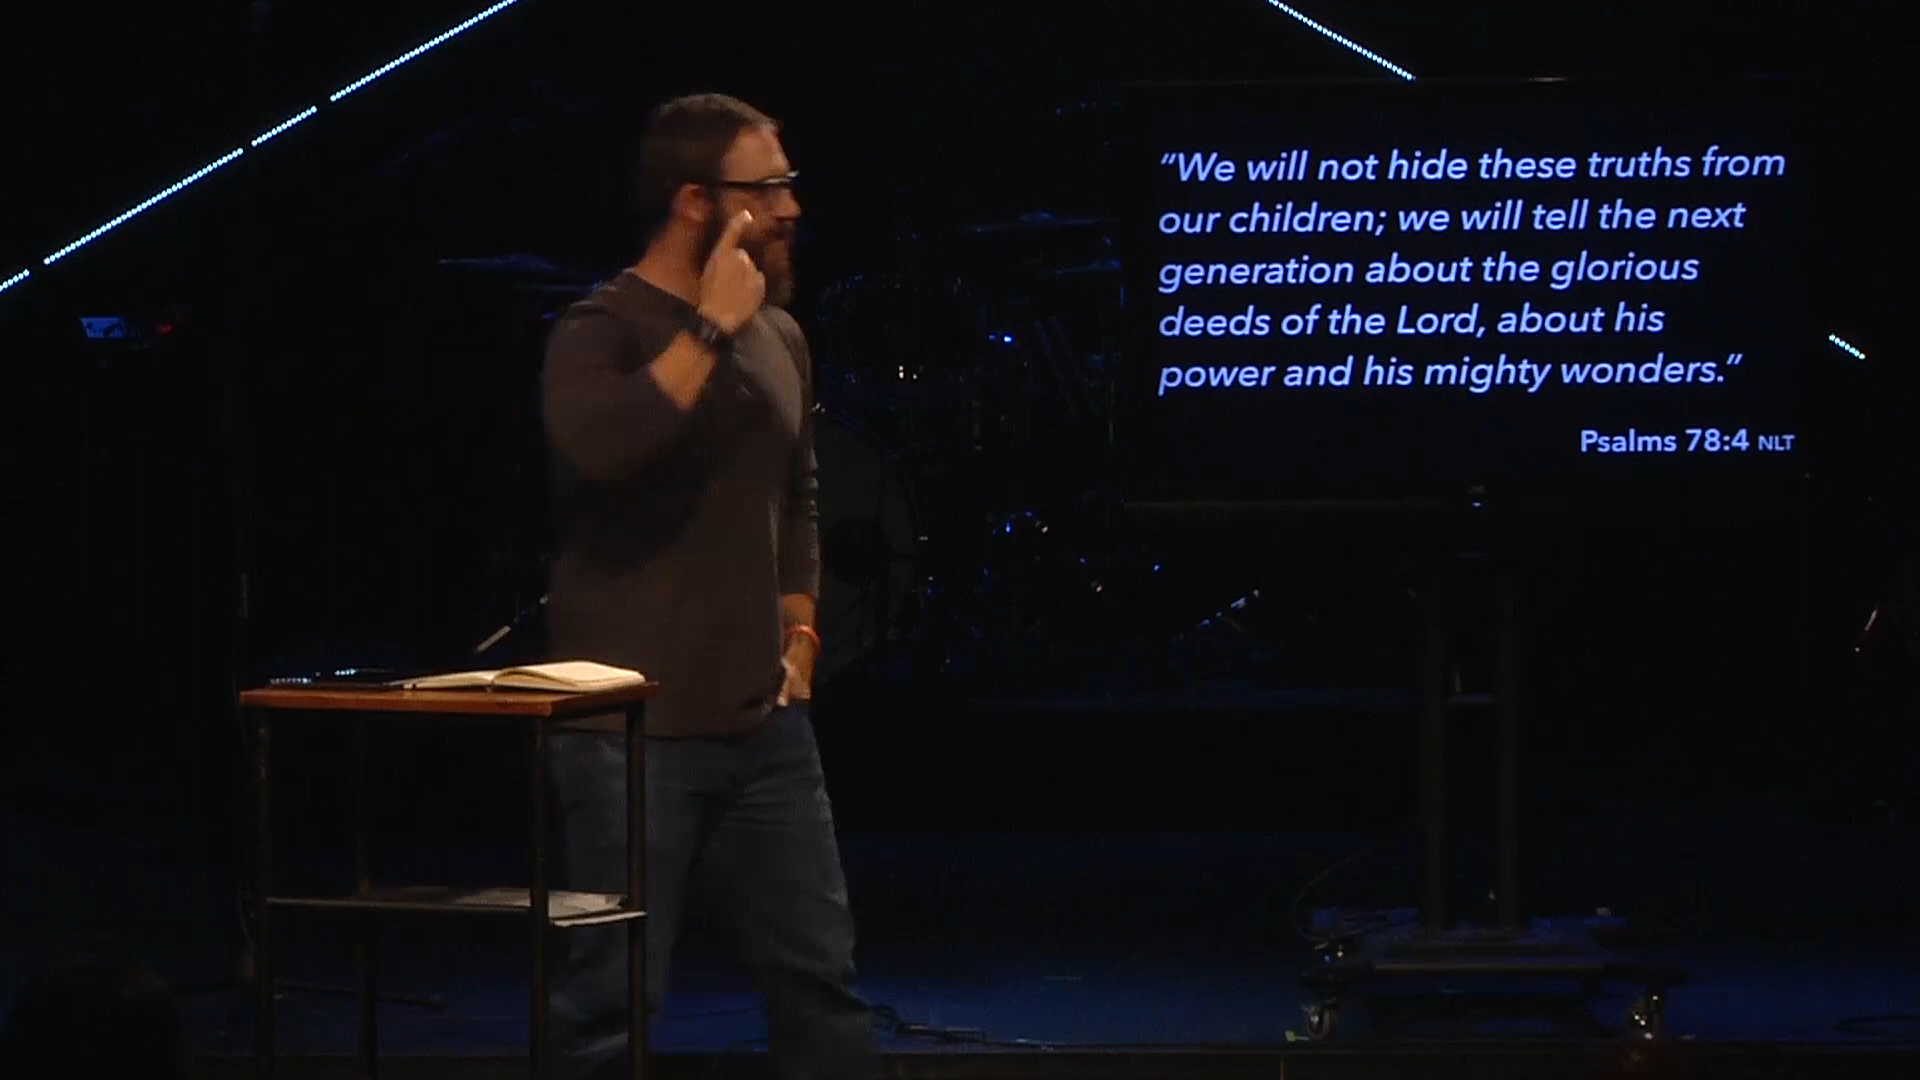 “We will not hide these truths from
our children; we will tell the next
generation about the glorious
deeds of the Lord, about his
power and his mighty wonders.”
Psalms 78:4 NLT